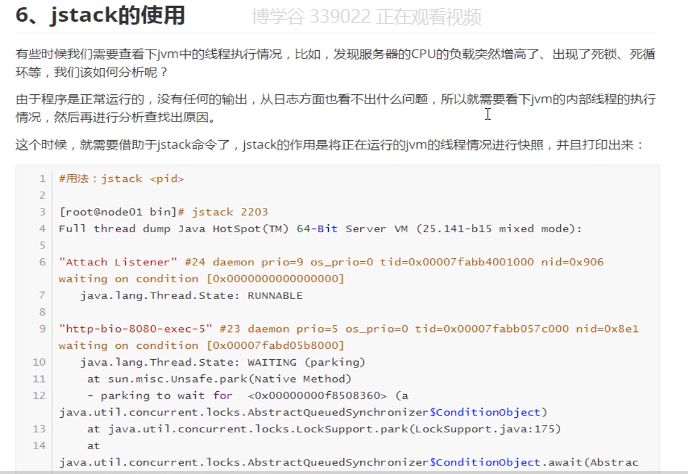 6、jstack的使用
博学谷 339022 正在观看视频
有些时候我们需要查看下jvm中的线程执行情况，比如，发现服务器的CPU的负载突然增高了、出现了死锁、死循
环等，我们该如何分析呢？
由于程序是正常运行的，没有任何的输出，从日志方面也看不出什么问题，所以就需要看下jvm的内部线程的执行
情况，然后再进行分析查找出原因。
这个时候，就需要借助于jstack命令了，jstack的作用是将正在运行的jvm的线程情况进行快照，并且打印出来：
1 #用法：jstack <pid>
2
3 [root@node01 bin]# jstack 2203
4 Full thread dump Java HotSpot(TM) 64-Bit Server VM (25.141-b15 mixed mode):
5
6 "Attach Listener" #24 daemon prio=9 os_prio=0 tid=0x00007fabb4001000 nid=0x906
waiting on condition [0x0000000000000000]
7 java.lang.Thread.State: RUNNABLE
8
9 "http-bio-8080-exec-5" #23 daemon prio=5 os_prio=0 tid=0x00007fabb057c000 nid=0x8e1
waiting on condition [0x00007fabd05b8000]
10 java.lang.Thread.State: WAITING (parking)
11 at sun.misc.Unsafe.park(Native Method)
12 - parking to wait for <0x00000000f8508360> (a
java.util.concurrent.locks.AbstractQueuedSynchronizer$ConditionObject)
13 at java.util.concurrent.locks.LockSupport.park(LockSupport.java:175)
14 at
java.util.concurrent.locks.AbstractQueuedSynchronizer$ConditionObject.await(Abstrac